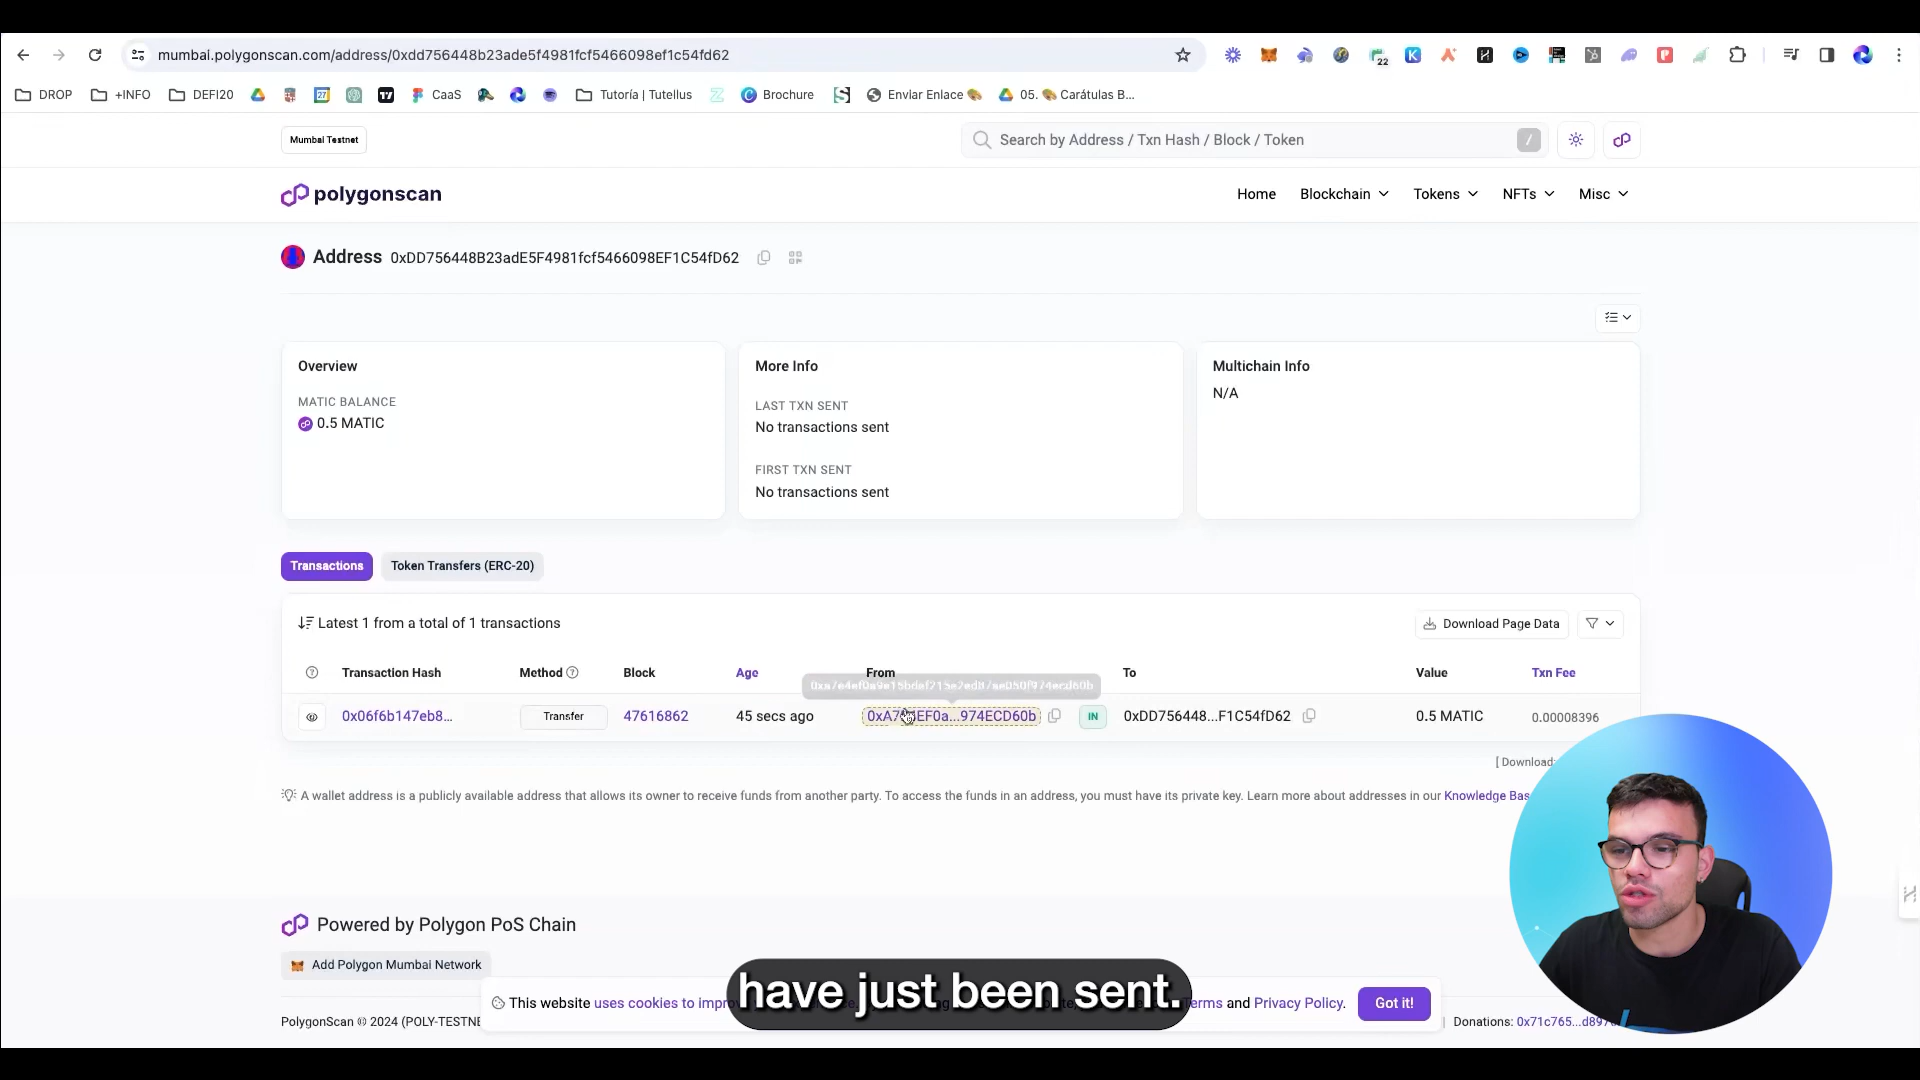 mumbai.polygonscan.com/address/0xdd756448b23ade5f4981fcf5466098ef1c54fd62
22
DROP
+INFO
DEFI20
27
CaaS
Tutoría | Tutellus
Brochure
Enviar Enlace
05. Carátulas B...
Mumbai Testnet
Search by Address / Txn Hash / Block / Token
/
polygonscan
Home
Blockchain
Tokens
NFTs
Misc
Address 0xDD756448B23adE5F4981fcf5466098EF1C54fD62
Overview
MATIC BALANCE
0.5 MATIC
More Info
LAST TXN SENT
No transactions sent
FIRST TXN SENT
No transactions sent
Multichain Info
N/A
Transactions
Token Transfers (ERC-20)
Latest 1 from a total of 1 transactions
Download Page Data
Transaction Hash
Method
Block
Age
From
To
Value
Txn Fee
0x06f6b147eb8...
Transfer
47616862
45 secs ago
974ECD60b
IN
0xDD756448...F1C54fD62
0.5 MATIC
0.00008396
[ Download:
A wallet address is a publicly available address that allows its owner to receive funds from another party. To access the funds in an address, you must have its private key. Learn more about addresses in our Knowledge Bas
Powered by Polygon PoS Chain
Add Polygon Mumbai Network
This website uses cookies to improv
Terms and Privacy Policy.
Got it!
have just been sent.
PolygonScan © 2024 (POLY-TESTNE
Donations: 0x71c765...d897